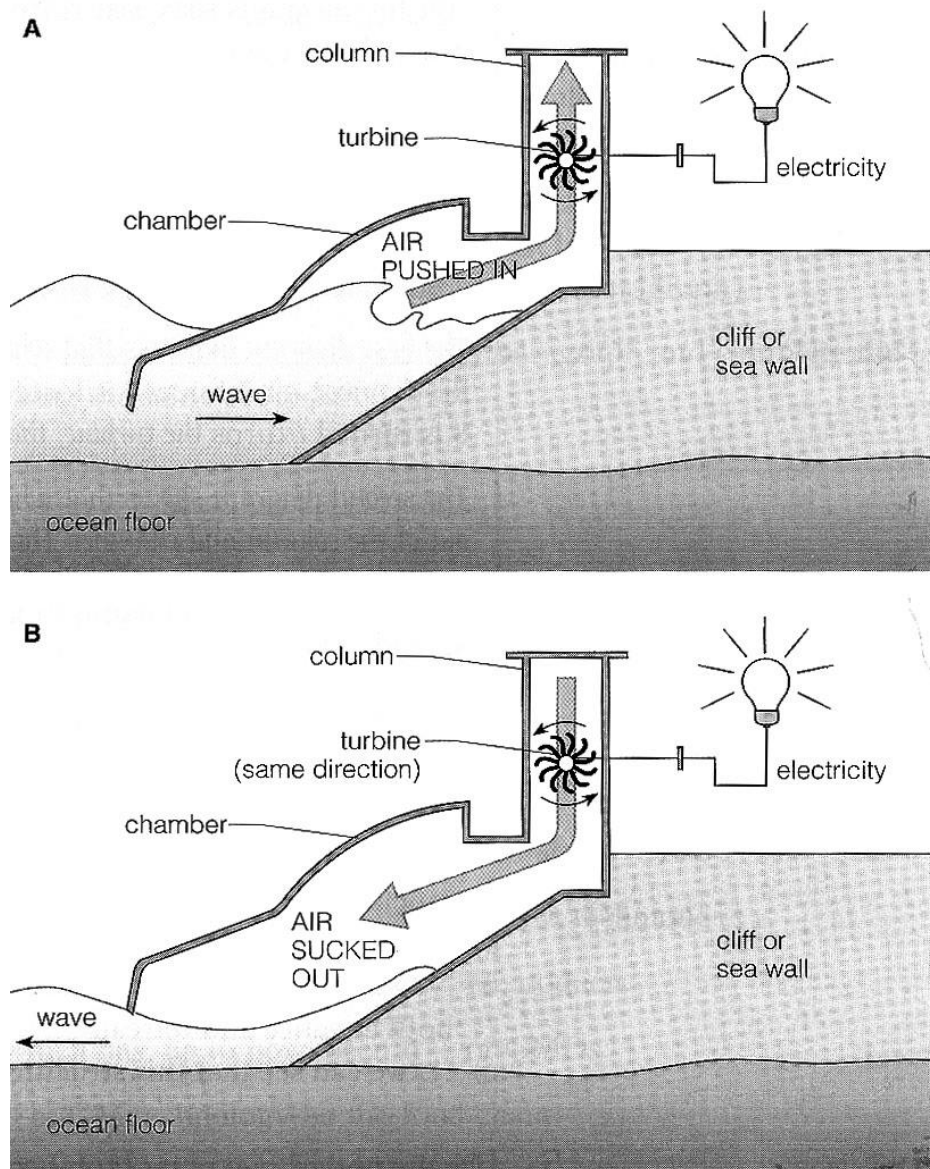 A
column
turbine
electricity
chamber
AIR
PUSHED IN
cliff or
sea wall
wave
ocean floor
B
column
turbine
(same direction)
electricity
chamber
AIR
SUCKED
OUT
cliff or
sea wall
wave
ocean floor